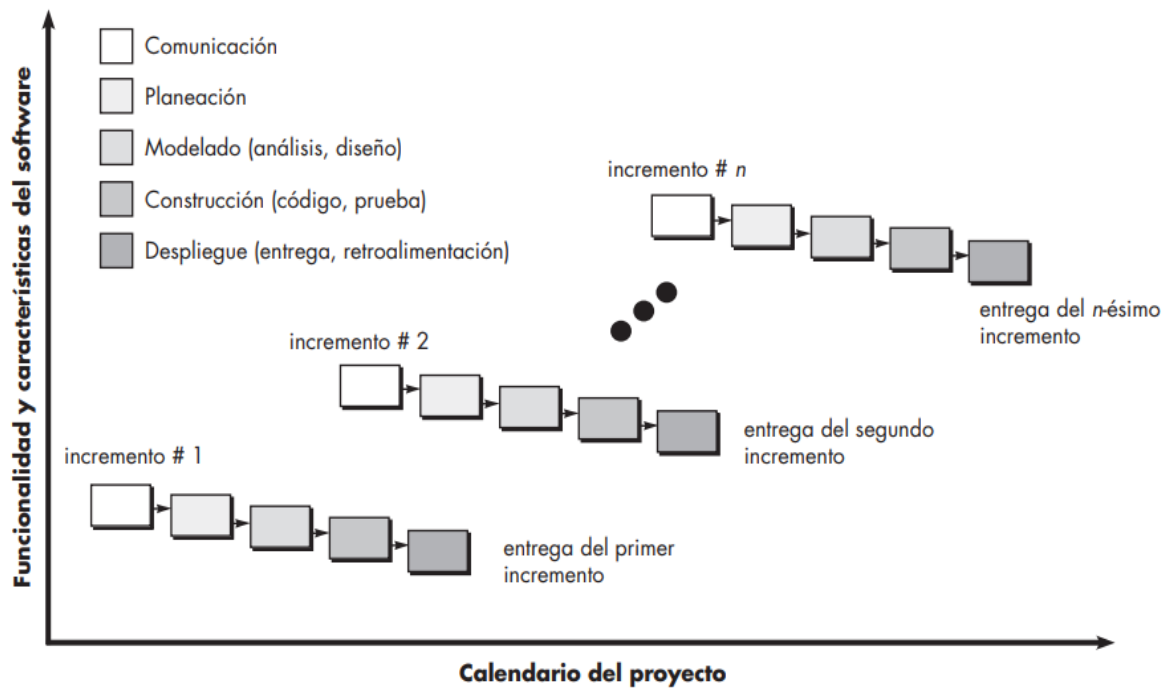 Funcionalidad y características del software
Comunicación
Planeación
Modelado (análisis, diseño)
Construcción (código, prueba)
Despliegue (entrega, retroalimentación)
incremento # n
entrega del n-ésimo
incremento
incremento # 2
entrega del segundo
incremento
incremento # 1
entrega del primer
incremento
Calendario del proyecto